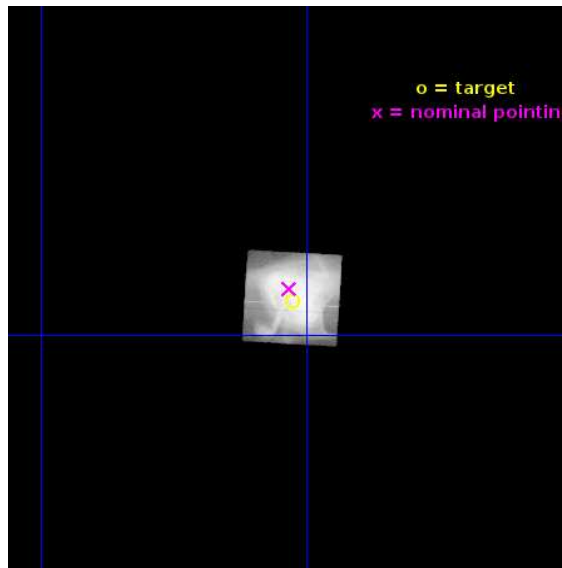 o = target
x = nominal pointin